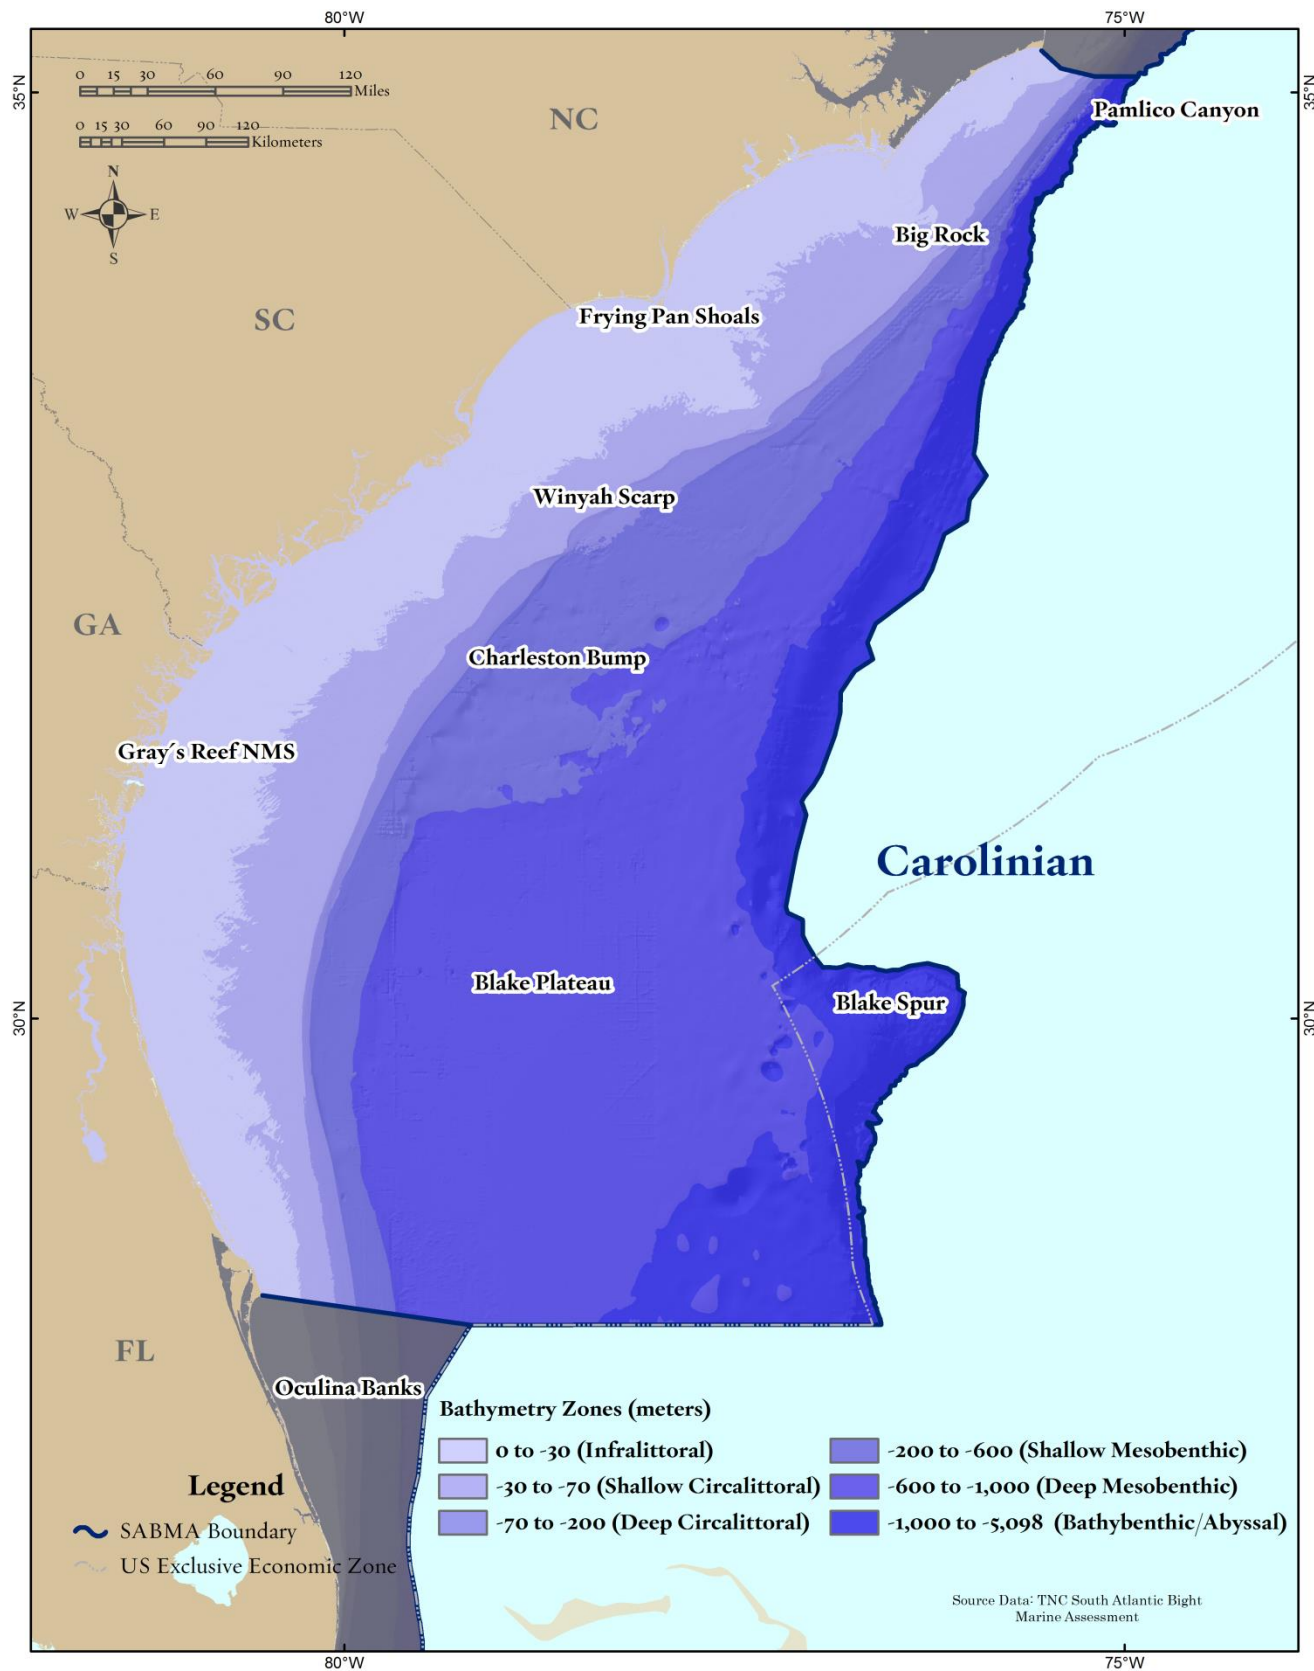 80°W 75°W
0 15 30 60 90 120
Miles
35°N 35°N
Pamlico Canyon
NC
0 15 30 60 90 120
Kilometers
N
W E
S
Big Rock
SC
Frying Pan Shoals
Winyah Scarp
GA
Charleston Bump
Gray´s Reef NMS
Carolinian
Blake Plateau
Blake Spur
30°N 30°N
FL
Oculina Banks
Bathymetry Zones (meters)
0 to -30 (Infralittoral)
-30 to -70 (Shallow Circalittoral)
-70 to -200 (Deep Circalittoral)
-200 to -600 (Shallow Mesobenthic)
-600 to -1,000 (Deep Mesobenthic)
-1,000 to -5,098 (Bathybenthic/Abyssal)
Legend
SABMA Boundary
US Exclusive Economic Zone
Source Data: TNC South Atlantic Bight
Marine Assessment
80°W 75°W